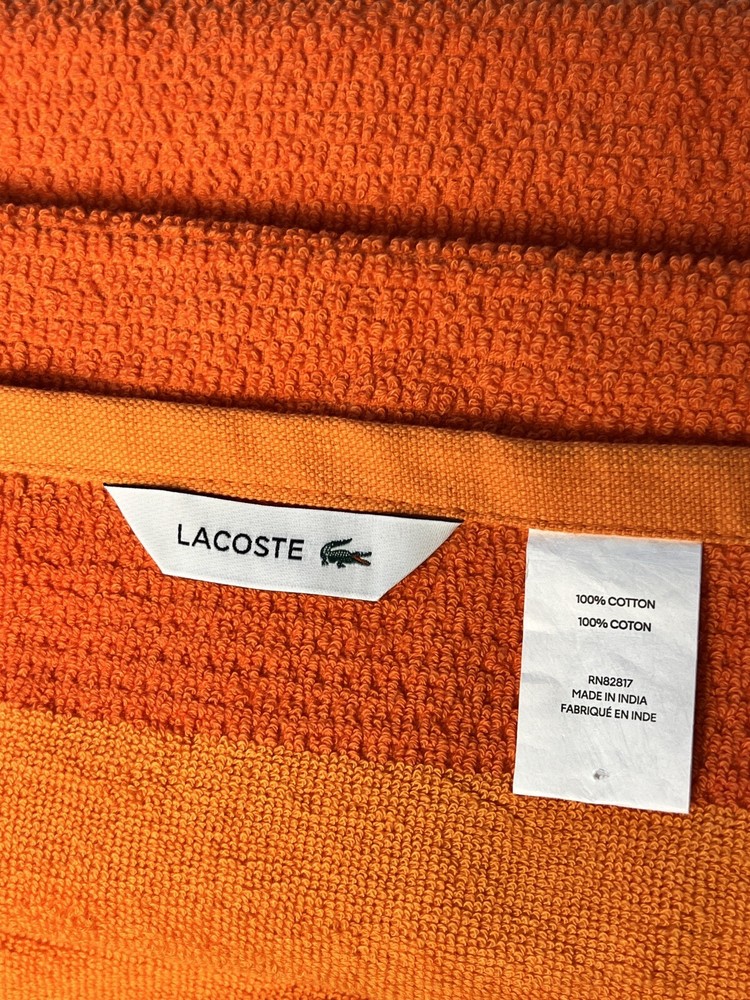 LACOSTE
100% COTTON
100% COTON
RN82817
MADE IN INDIA
FABRIQUÉ EN INDE